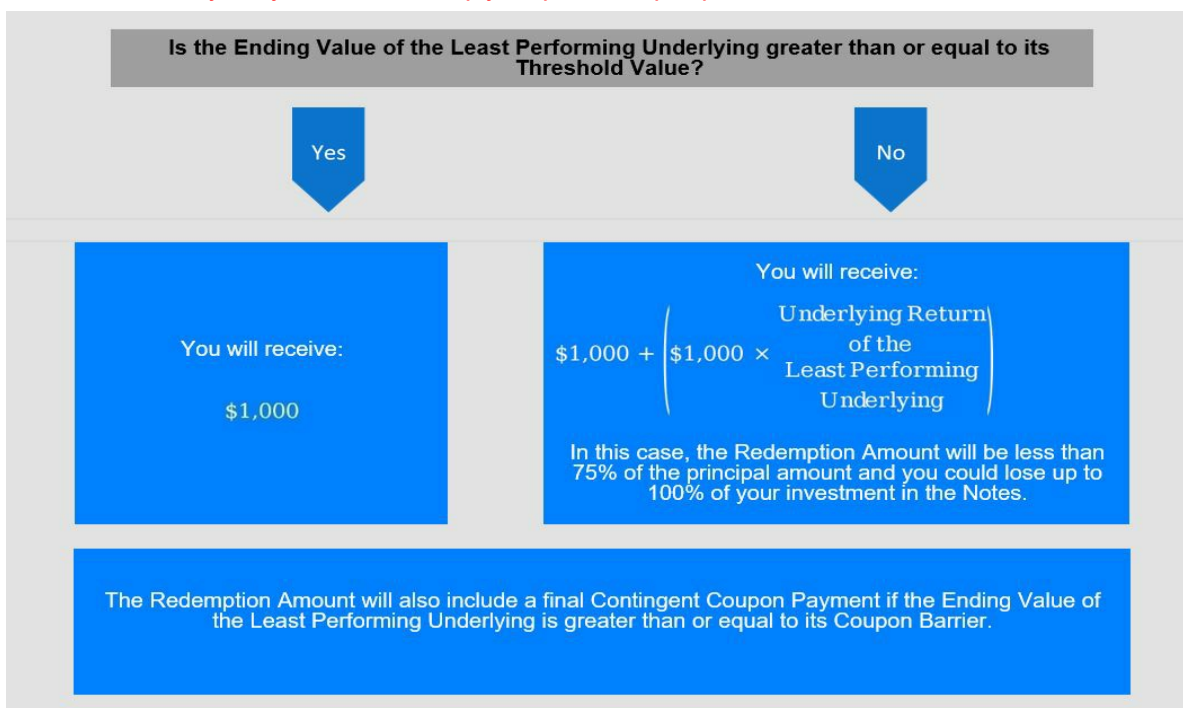 Is the Ending Value of the Least Performing Underlying greater than or equal to its
Threshold Value?
Yes
No
You will receive:
$1,000
You will receive:
$1,000 + ($1,000 × Underlying Return
of the
Least Performing
Underlying)
In this case, the Redemption Amount will be less than
75% of the principal amount and you could lose up to
100% of your investment in the Notes.
The Redemption Amount will also include a final Contingent Coupon Payment if the Ending Value of
the Least Performing Underlying is greater than or equal to its Coupon Barrier.